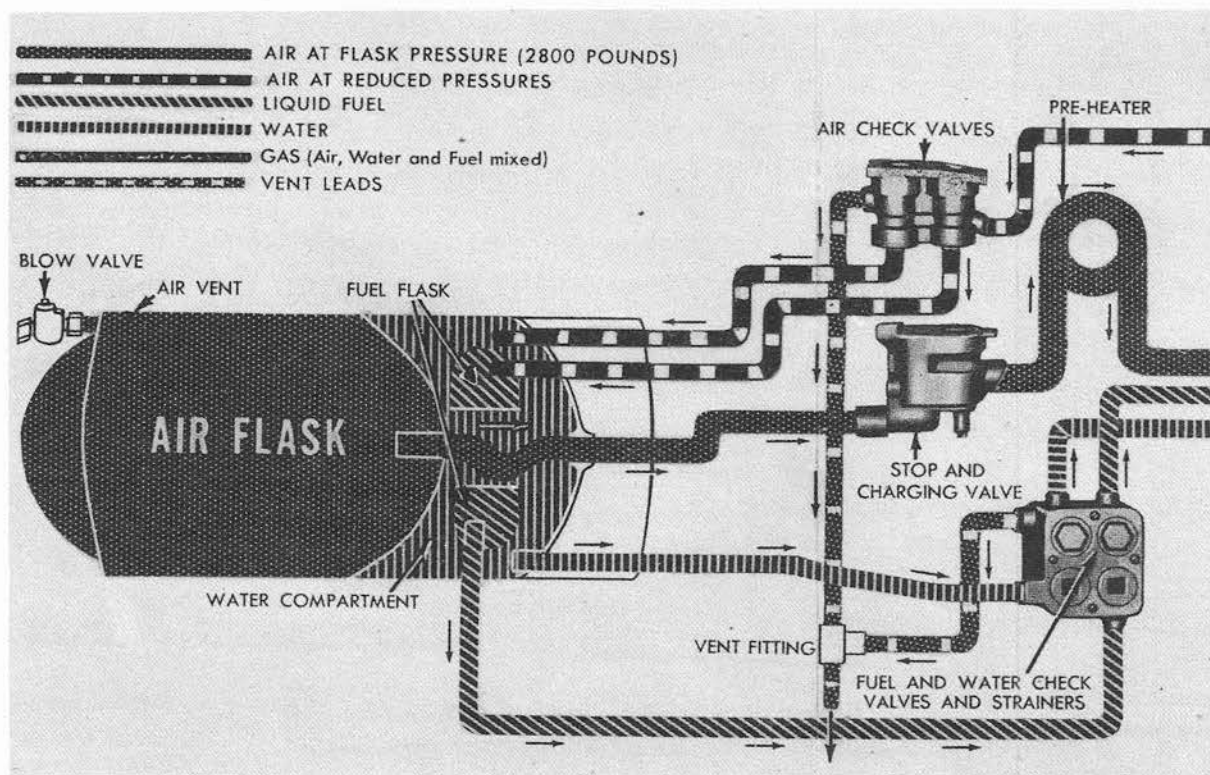 AIR AT FLASK PRESSURE (2800 POUNDS)
AIR AT REDUCED PRESSURES
LIQUID FUEL
WATER
GAS (Air, Water and Fuel mixed)
VENT LEADS
PRE-HEATER
AIR CHECK VALVES
BLOW VALVE
AIR VENT
FUEL FLASK
AIR FLASK
STOP AND
CHARGING VALVE
WATER COMPARTMENT
VENT FITTING
FUEL AND WATER CHECK
VALVES AND STRAINERS